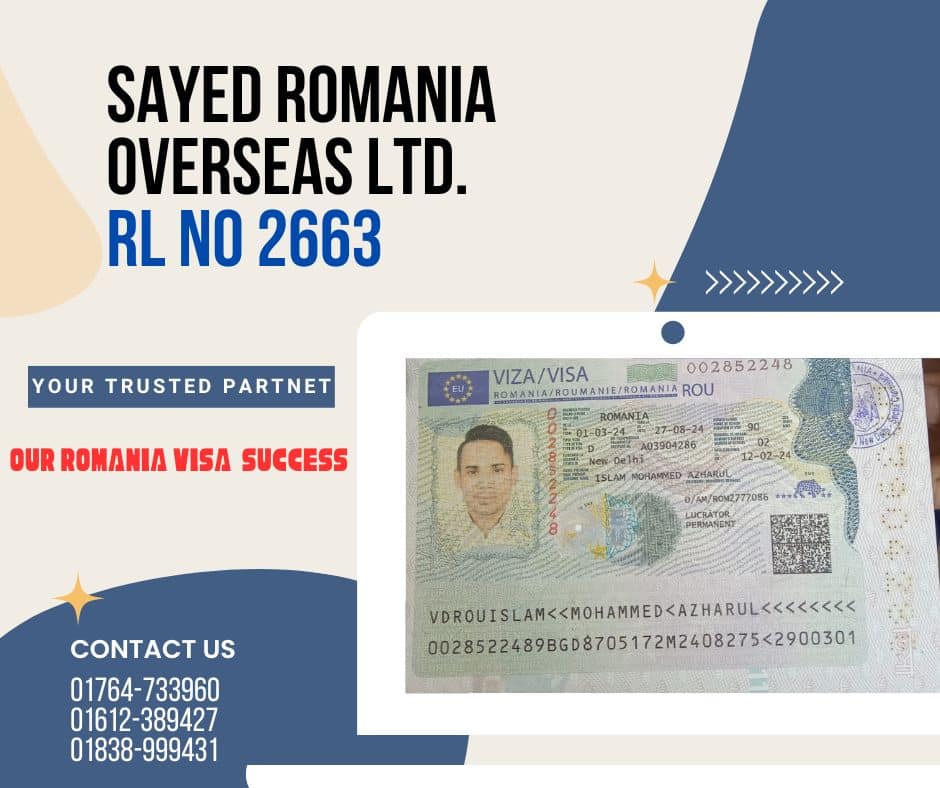 SAYED ROMANIA
OVERSEAS LTD.
RL NO 2663
YOUR TRUSTED PARTNET
OUR ROMANIA VISA SUCCESS
CONTACT US
01764-733960
01612-389427
01838-999431
EU
VIZA/VISA
002852248
ROMANIA/ROUMANIE/ROMANIA ROU
002852248
ROMANIA
01-03-24 27-08-24 90
D A03904286 02
New Delhi 12-02-24
ISLAM MOHAMMED AZHARUL
D/AM/ROM2777086
LUCRATOR
PERMANENT
VDROUISLAM<<MOHAMMED<AZHARUL<<<<<<<<
0028522489BGD8705172M2408275<2900301